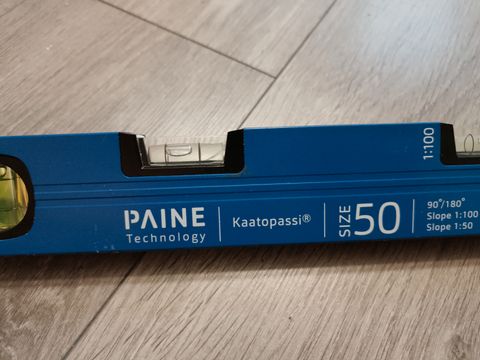 1:100
PAINE
Technology
Kaatopassi®
SIZE 50
90°/180°
Slope 1:100
Slope 1:50